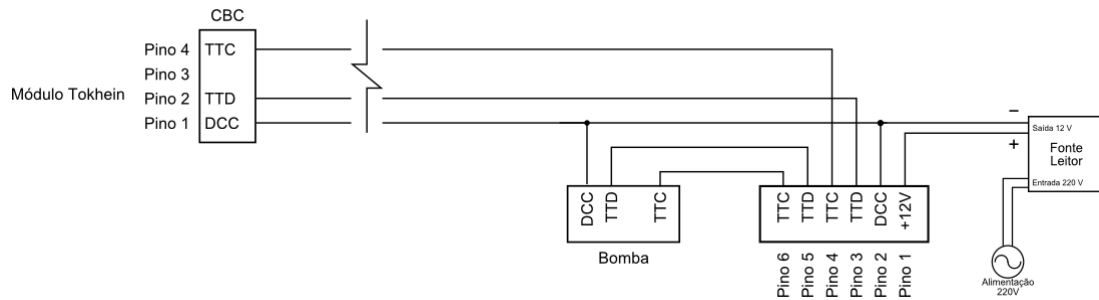 CBC
Pino 4 TTC
Pino 3
Módulo Tokhein
Pino 2 TTD
Pino 1 DCC
− 
Saída 12 V
+
Fonte
Leitor
Entrada 220 V
DCC
TTD
TTC
Bomba
TTC
TTD
TTC
TTD
DCC
+12V
Pino 6
Pino 5
Pino 4
Pino 3
Pino 2
Pino 1
Alimentação
220V